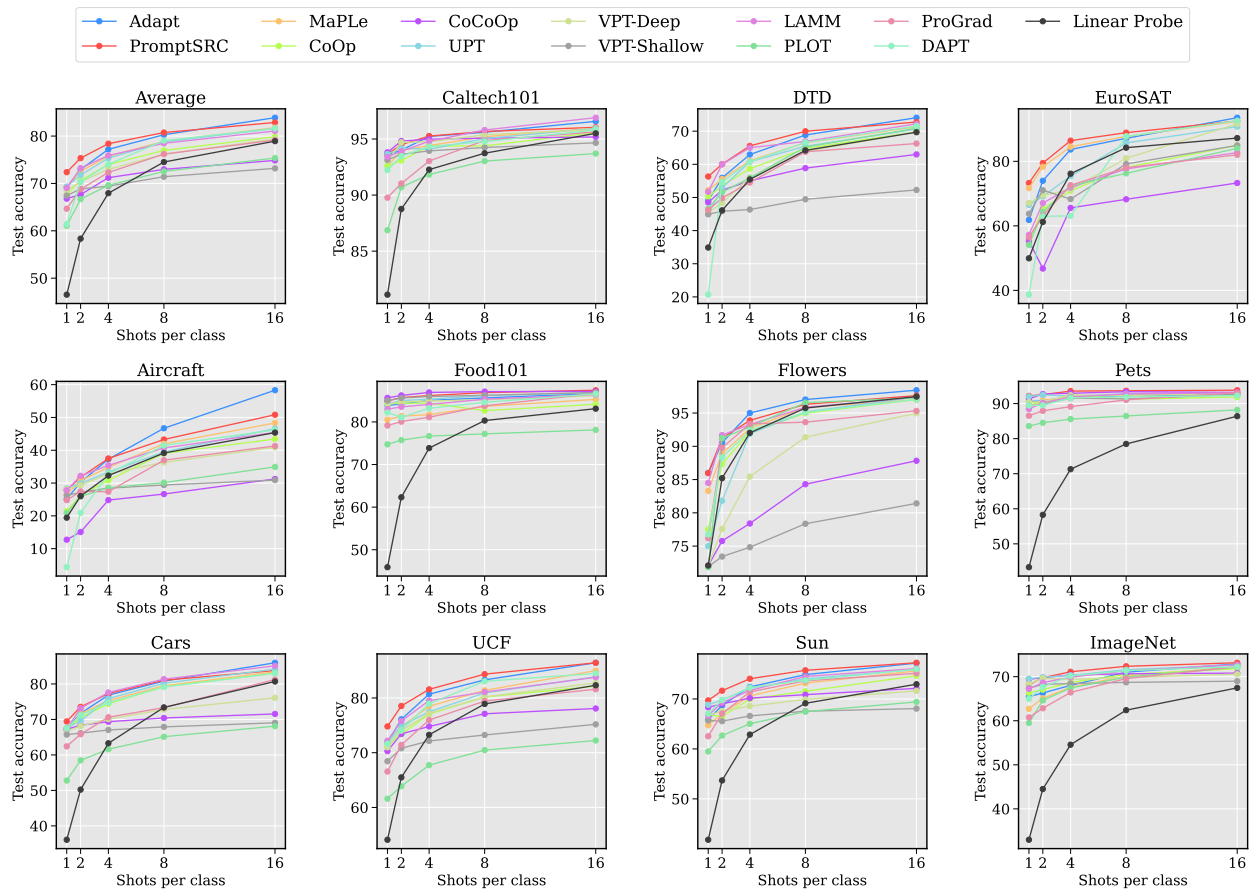 Adapt MaPLe CoCoOp VPT-Deep LAMM ProGrad Linear Probe
PromptSRC CoOp UPT VPT-Shallow PLOT DAPT
Average Caltech101 DTD EuroSAT
Test accuracy
80
70
60
50
1 2 4 8 16
Shots per class
Test accuracy
95
90
85
1 2 4 8 16
Shots per class
Test accuracy
70
60
50
40
30
20
1 2 4 8 16
Shots per class
Test accuracy
80
60
40
1 2 4 8 16
Shots per class
Aircraft Food101 Flowers Pets
Test accuracy
60
50
40
30
20
10
1 2 4 8 16
Shots per class
Test accuracy
80
70
60
50
1 2 4 8 16
Shots per class
Test accuracy
95
90
85
80
75
1 2 4 8 16
Shots per class
Test accuracy
90
80
70
60
50
1 2 4 8 16
Shots per class
Cars UCF Sun ImageNet
Test accuracy
80
70
60
50
40
1 2 4 8 16
Shots per class
Test accuracy
80
70
60
1 2 4 8 16
Shots per class
Test accuracy
70
60
50
1 2 4 8 16
Shots per class
Test accuracy
70
60
50
40
1 2 4 8 16
Shots per class